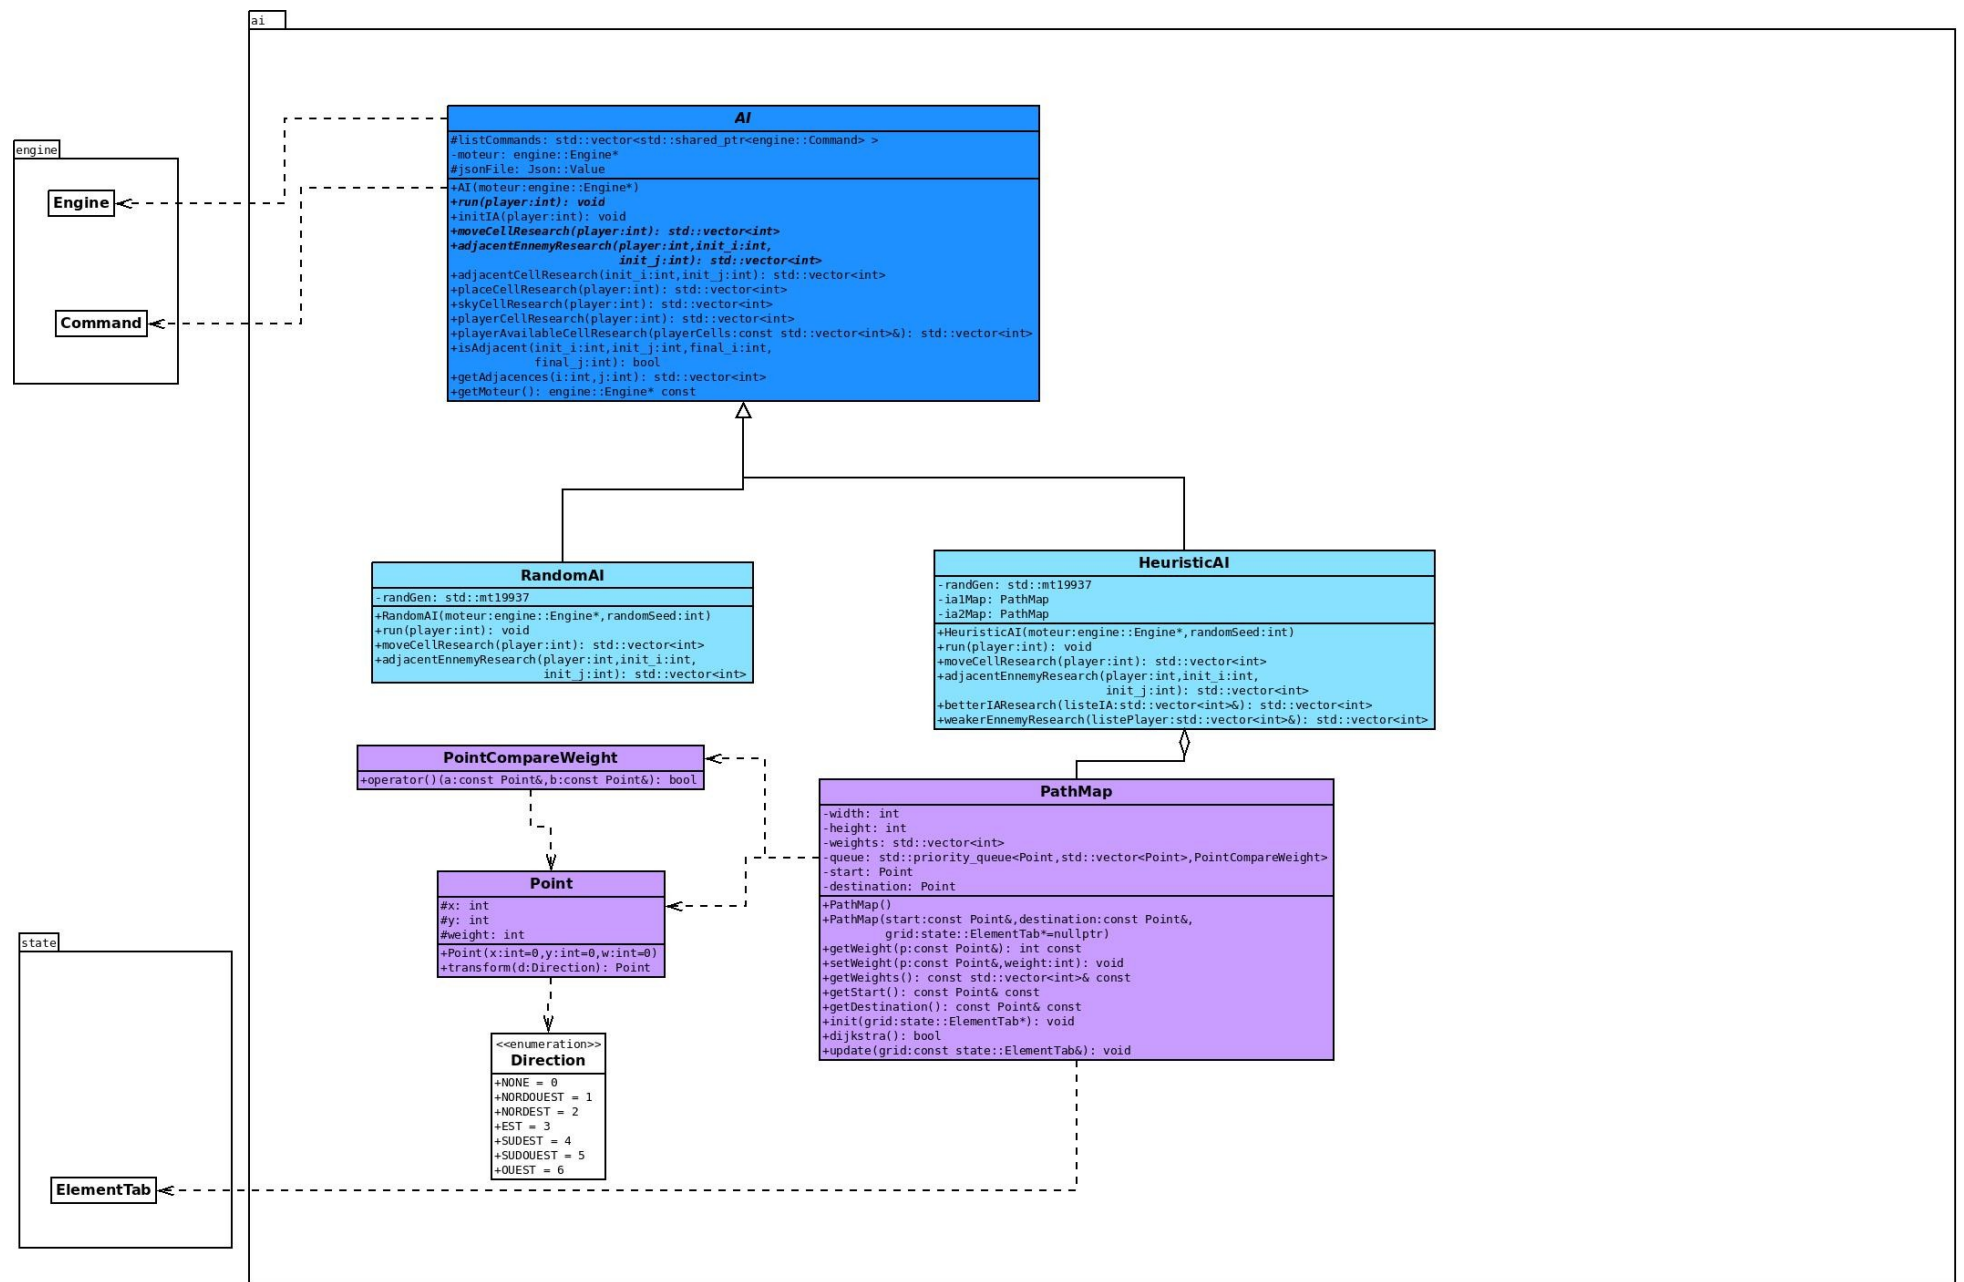 ai
engine
Engine
Command
AI
#listCommands: std::vector<std::shared_ptr<engine::Command> >
-moteur: engine::Engine*
#jsonFile: Json::Value
+AI(moteur:engine::Engine*)
+run(player:int): void
+initIA(player:int): void
+moveCellResearch(player:int): std::vector<int>
+adjacentEnnemyResearch(player:int,init_i:int,
init_j:int): std::vector<int>
+adjacentCellResearch(init_i:int,init_j:int): std::vector<int>
+placeCellResearch(player:int): std::vector<int>
+skyCellResearch(player:int): std::vector<int>
+playerCellResearch(player:int): std::vector<int>
+playerAvailableCellResearch(playerCells:const std::vector<int>&): std::vector<int>
+isAdjacent(init_i:int,init_j:int,final_i:int,
final_j:int): bool
+getAdjacences(i:int,j:int): std::vector<int>
+getMoteur(): engine::Engine* const
RandomAI
-randGen: std::mt19937
+RandomAI(moteur:engine::Engine*,randomSeed:int)
+run(player:int): void
+moveCellResearch(player:int): std::vector<int>
+adjacentEnnemyResearch(player:int,init_i:int,
init_j:int): std::vector<int>
HeuristicAI
-randGen: std::mt19937
-ia1Map: PathMap
-ia2Map: PathMap
+HeuristicAI(moteur:engine::Engine*,randomSeed:int)
+run(player:int): void
+moveCellResearch(player:int): std::vector<int>
+adjacentEnnemyResearch(player:int,init_i:int,
init_j:int): std::vector<int>
+betterIAResearch(listeIA:std::vector<int>&): std::vector<int>
+weakerEnnemyResearch(listePlayer:std::vector<int>&): std::vector<int>
PointCompareWeight
+operator()(a:const Point&,b:const Point&): bool
PathMap
-width: int
-height: int
-weights: std::vector<int>
-queue: std::priority_queue<Point,std::vector<Point>,PointCompareWeight>
-start: Point
-destination: Point
+PathMap()
+PathMap(start:const Point&,destination:const Point&,
grid:state::ElementTab*=nullptr)
+getWeight(p:const Point&): int const
+setWeight(p:const Point&,weight:int): void
+getWeights(): const std::vector<int>& const
+getStart(): const Point& const
+getDestination(): const Point& const
+init(grid:state::ElementTab*): void
+dijkstra(): bool
+update(grid:const state::ElementTab&): void
Point
#x: int
#y: int
#weight: int
+Point(x:int=0,y:int=0,w:int=0)
+transform(d:Direction): Point
state
ElementTab
<<enumeration>>
Direction
+NONE = 0
+NORDOUEST = 1
+NORDEST = 2
+EST = 3
+SUDEST = 4
+SUDOUEST = 5
+OUEST = 6